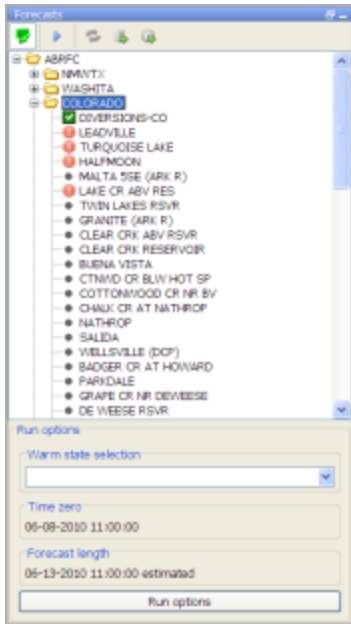 Forecasts
ABRFC
NMWTX
WASHITA
COLORADO
DIVERSIONS-CO
LEADVILLE
TURQUOISE LAKE
HALFMOON
MALTA 5SE (ARK R)
LAKE CR ABV RES
TWIN LAKES RSVR
GRANITE (ARK R)
CLEAR CRK ABV RSVR
CLEAR CRK RESERVOIR
BUENA VISTA
CTNWD CR BLW HOT SP
COTTONWOOD CR NR BV
CHALK CR AT NATHROP
NATHROP
SALIDA
WELLSVILLE (DCP)
BADGER CR AT HOWARD
PARKDALE
GRAPE CR NR DEWEESE
DE WEESE RSVR
Run options
Warm state selection
Time zero
06-08-2010 11:00:00
Forecast length
06-13-2010 11:00:00 estimated
Run options